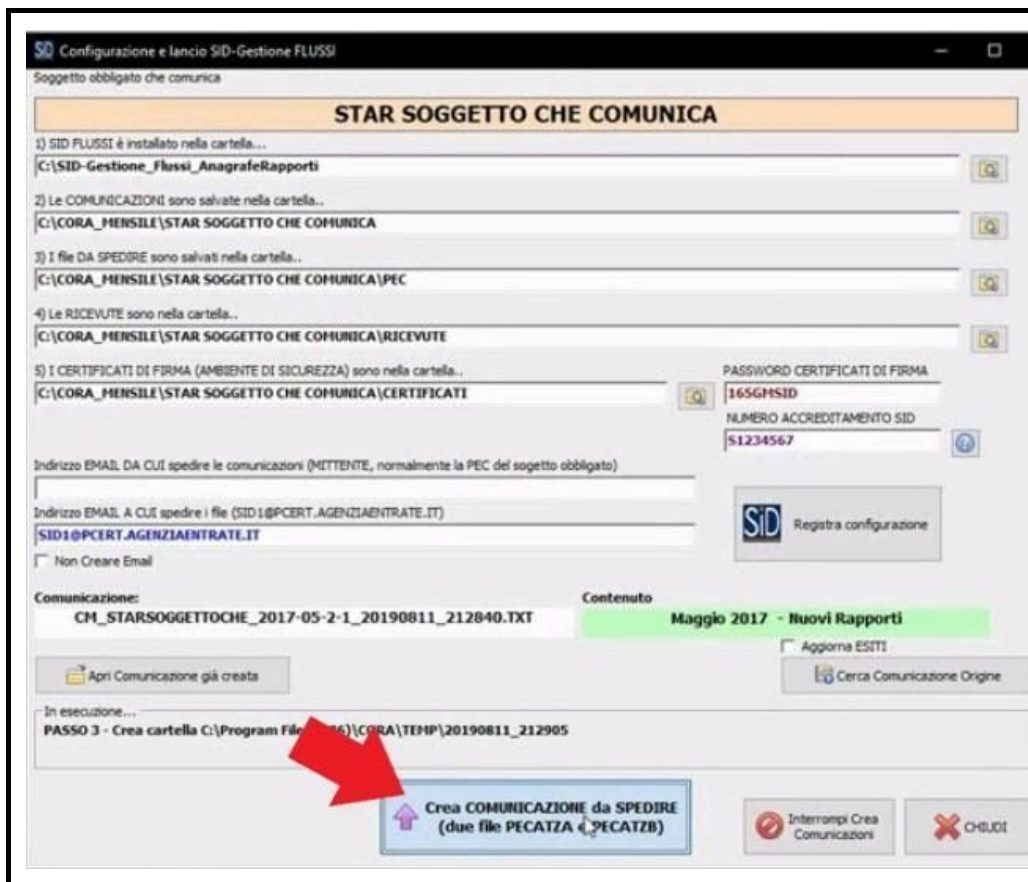 SiD Configurazione e lancio SID-Gestione FLUSSI
Soggetto obbligato che comunica
STAR SOGGETTO CHE COMUNICA
1) SID FLUSSI è installato nella cartella...
C:\SID-Gestione_Flussi_AnagrafeRapporti
2) Le COMUNICAZIONI sono salvate nella cartella..
C:\CORA_MENSILE\STAR SOGGETTO CHE COMUNICA
3) I file DA SPEDIRE sono salvati nella cartella..
C:\CORA_MENSILE\STAR SOGGETTO CHE COMUNICA\PEC
4) Le RICEVUTE sono nella cartella..
C:\CORA_MENSILE\STAR SOGGETTO CHE COMUNICA\RICEVUTE
5) I CERTIFICATI DI FIRMA (AMBIENTE DI SICUREZZA) sono nella cartella..
C:\CORA_MENSILE\STAR SOGGETTO CHE COMUNICA\CERTIFICATI
PASSWORD CERTIFICATI DI FIRMA
165GMSID
NUMERO ACCREDITAMENTO SID
S1234567
Indirizzo EMAIL DA CUI spedire le comunicazioni (MITTENTE, normalmente la PEC del sogetto obbligato)
Indirizzo EMAIL A CUI spedire i file (SID1@PCERT.AGENZIAENTRATE.IT)
SID1@PCERT.AGENZIAENTRATE.IT
Non Creare Email
SiD Registra configurazione
Comunicazione:
CM_STARSOGGETTOCHE_2017-05-2-1_20190811_212840.TXT
Contenuto
Maggio 2017 - Nuovi Rapporti
Aggiorna ESITI
Apri Comunicazione già creata
Cerca Comunicazione Origine
In esecuzione...
PASSO 3 - Crea cartella C:\Program File\CORA\TEMP\20190811_212905
Crea COMUNICAZIONE da SPEDIRE
(due file PECATZA e PECATZB)
Interrompi Crea
Comunicazioni
CHIUDI